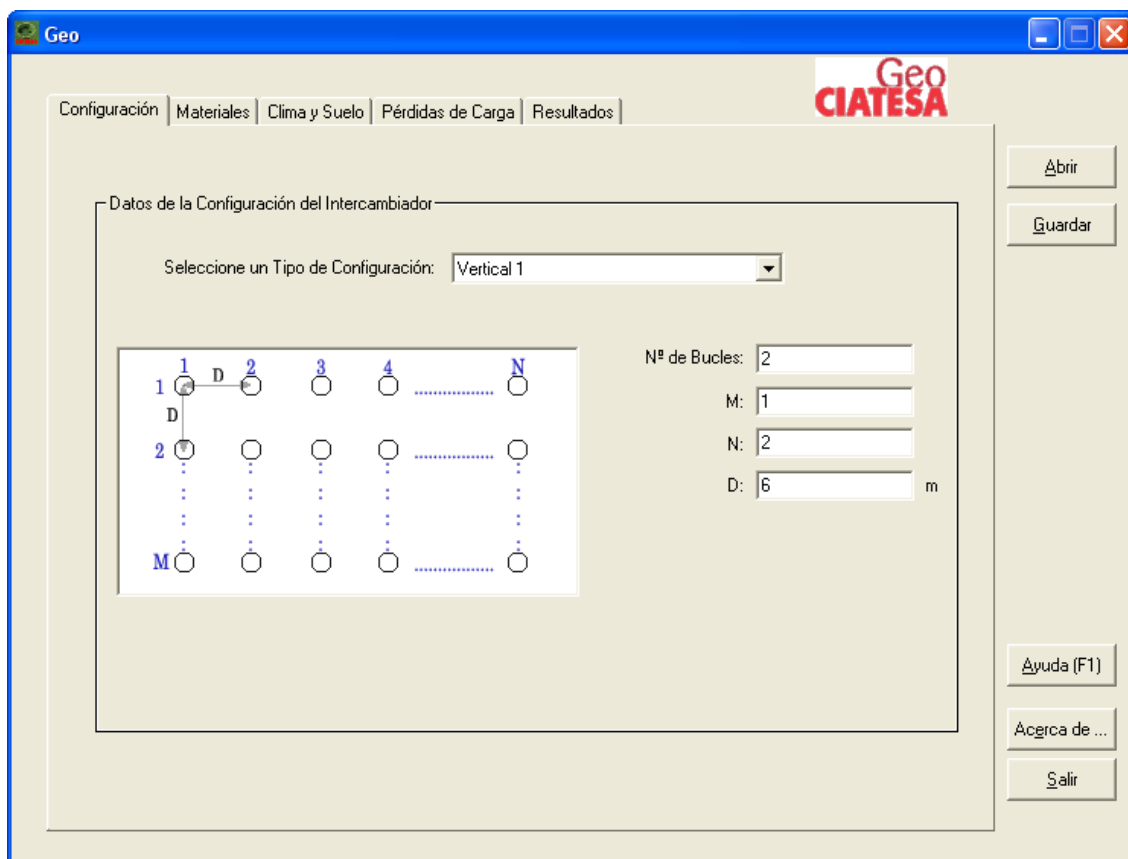 Geo
Geo
CIATESA
Configuración Materiales Clima y Suelo Pérdidas de Carga Resultados
Abrir
Guardar
Datos de la Configuración del Intercambiador
Seleccione un Tipo de Configuración: Vertical 1
1 2 3 4 N
1 D
D
2
M
Nº de Bucles: 2
M: 1
N: 2
D: 6 m
Ayuda (F1)
Acerca de ...
Salir